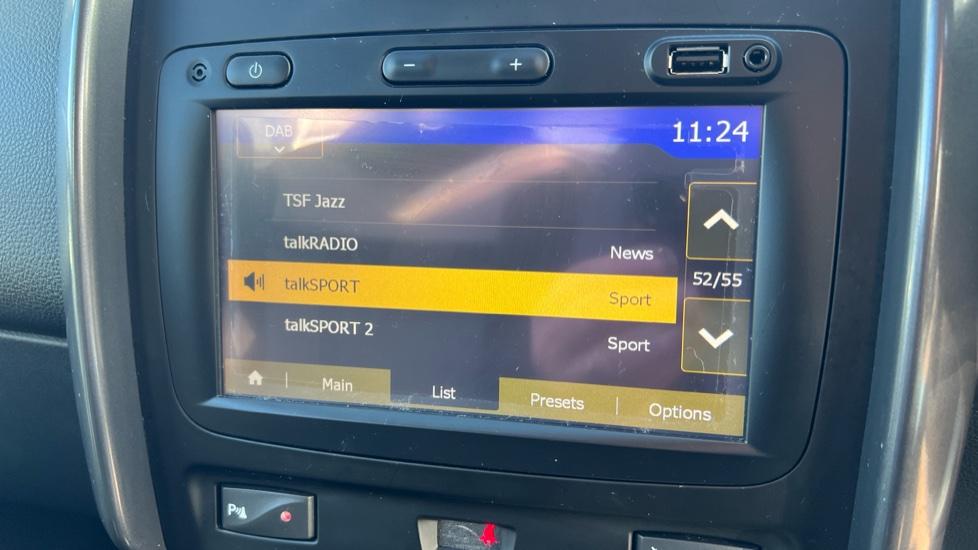 DAB
11:24
TSF Jazz
talkRADIO News
talkSPORT Sport
52/55
talkSPORT 2 Sport
Main List Presets Options
P